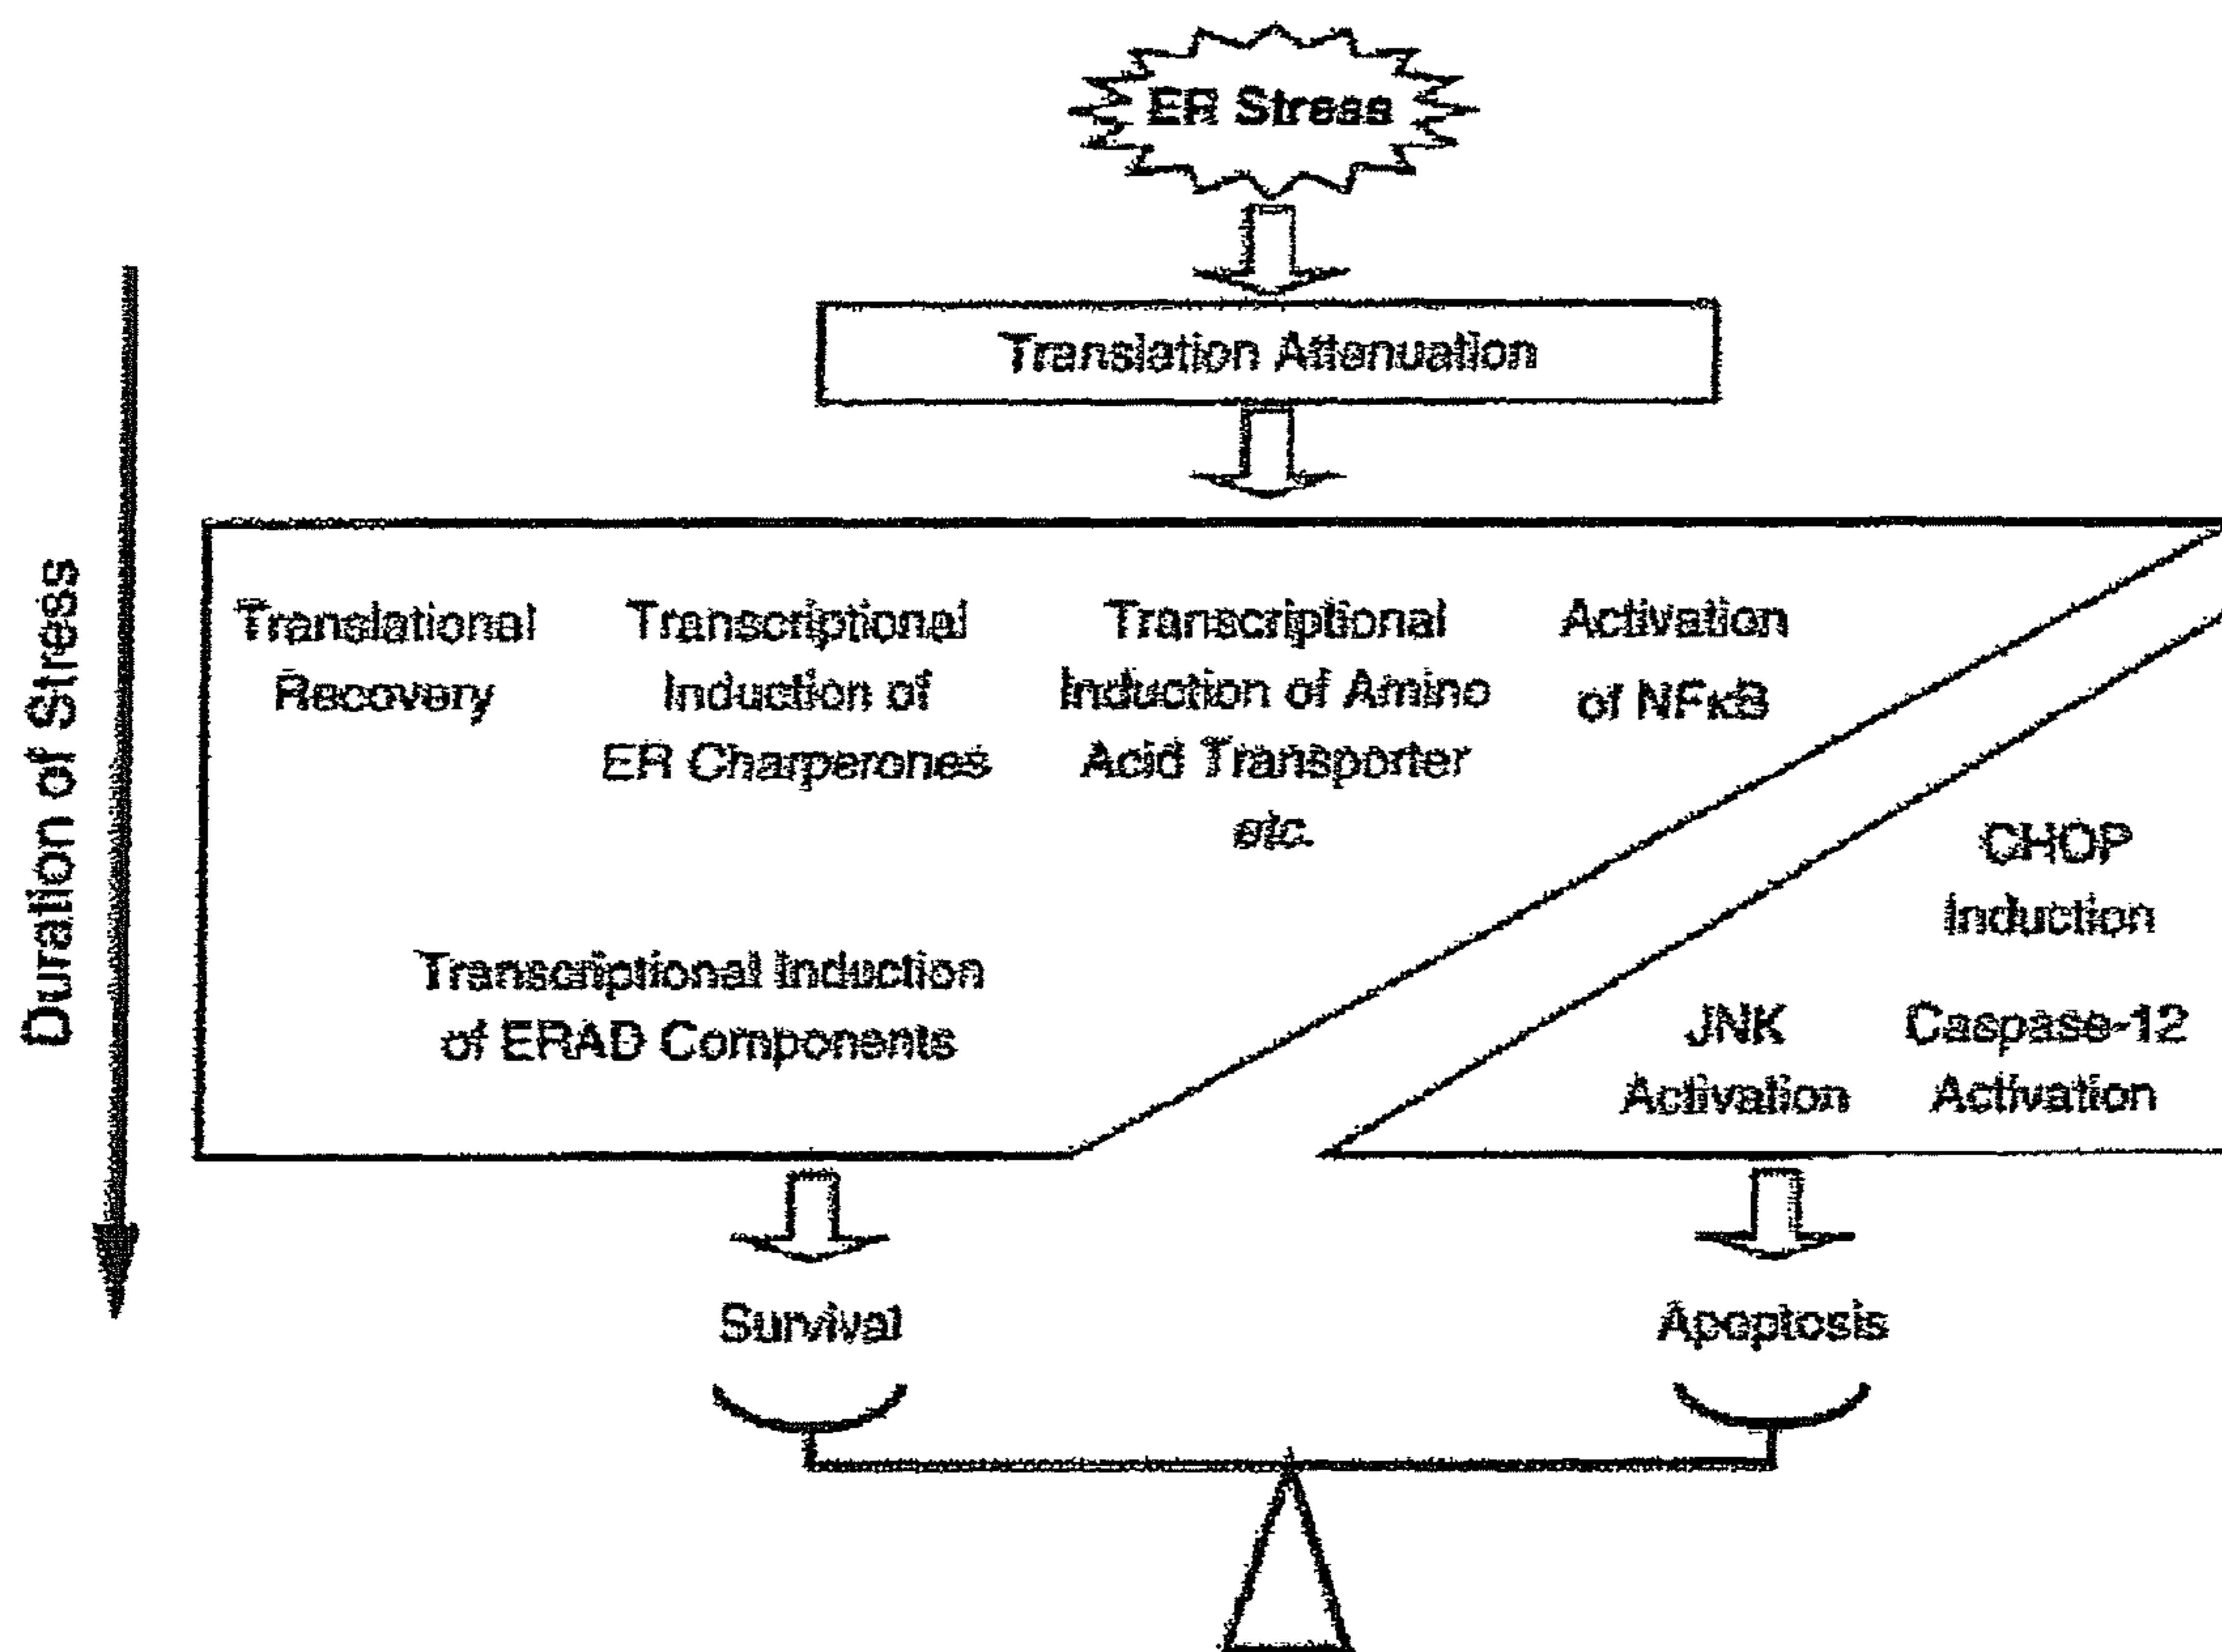 ER Stress
Translation Attenuation
Duration of Stress
Translational
Recovery
Transcriptional
Induction of
ER Charperones
Transcriptional
Induction of Amino
Acid Transporter
etc.
Activation
of NFκB
Transcriptional Induction
of ERAD Components
CHOP
Induction
JNK
Activation
Caspase-12
Activation
Survival
Apoptosis